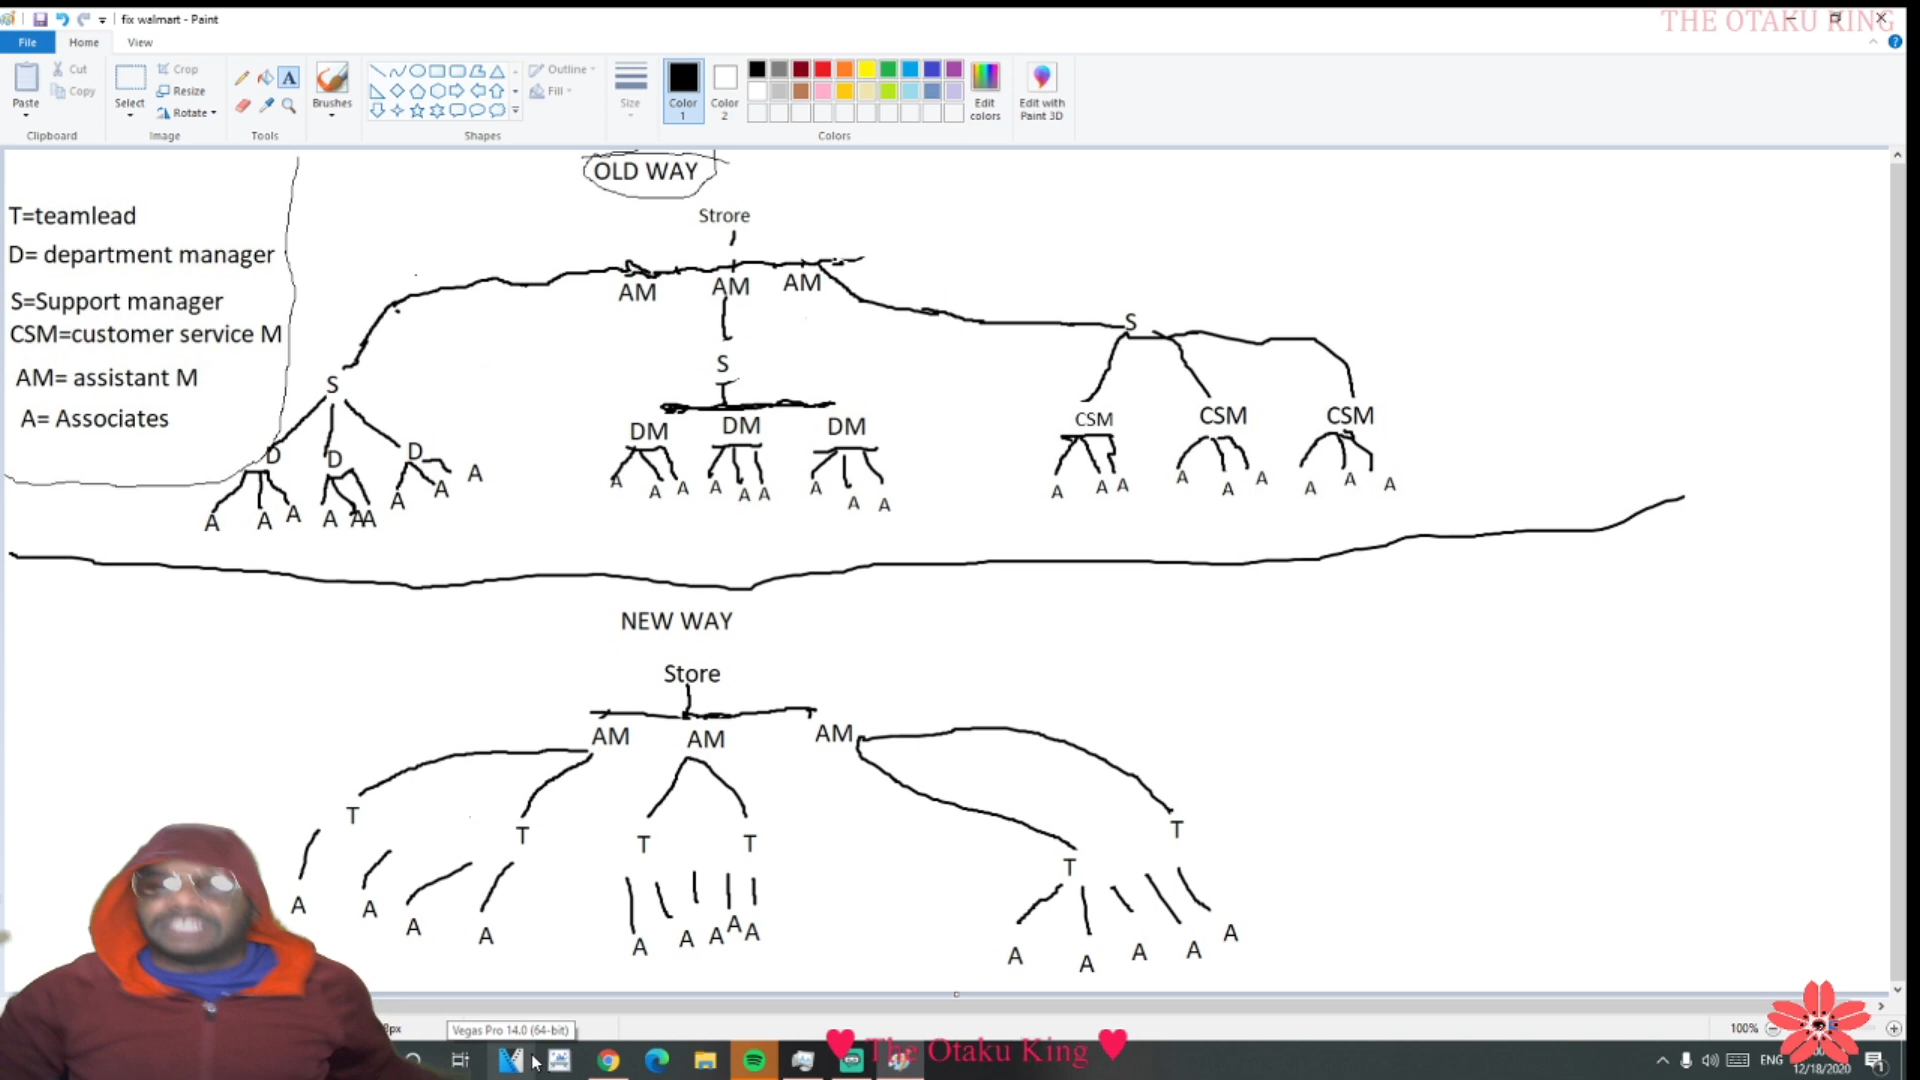 fix walmart - Paint
THE OTAKU KING
File Home View
Paste Cut Copy Clipboard
Select Crop Resize Rotate Image
Tools
Brushes
Shapes
Outline Fill
Size
Color 1
Color 2
Edit colors
Colors
Edit with Paint 3D
OLD WAY
T=teamlead
D= department manager
S=Support manager
CSM=customer service M
AM= assistant M
A= Associates
Strore
AM AM AM
S S S
D D D
DM DM DM
CSM CSM CSM
A A A A AA A A A
A A A A A A A A A
A A A A A A A A A
NEW WAY
Store
AM AM AM
T T T T T T
A A A A A A A A A A A A A A
px
Vegas Pro 14.0 (64-bit)
100%
The Otaku King
ENG
12/18/2020
1